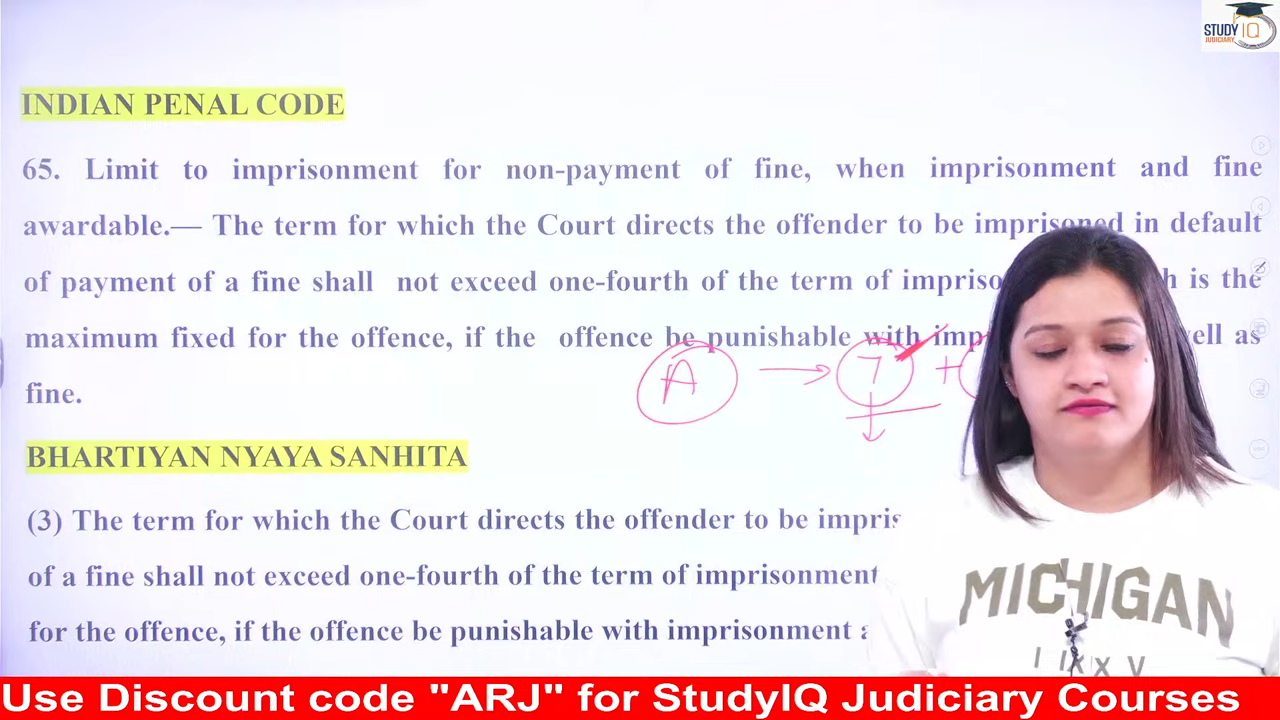 STUDY IQ
JUDICIARY
INDIAN PENAL CODE
65. Limit to imprisonment for non-payment of fine, when imprisonment and fine
awardable.— The term for which the Court directs the offender to be imprisoned in default
of payment of a fine shall not exceed one-fourth of the term of impriso h is the
maximum fixed for the offence, if the offence be punishable with imp ell as
fine.
A → 7 +
BHARTIYAN NYAYA SANHITA
(3) The term for which the Court directs the offender to be impris
of a fine shall not exceed one-fourth of the term of imprisonment
for the offence, if the offence be punishable with imprisonment a
MICHIGAN
Use Discount code "ARJ" for StudyIQ Judiciary Courses